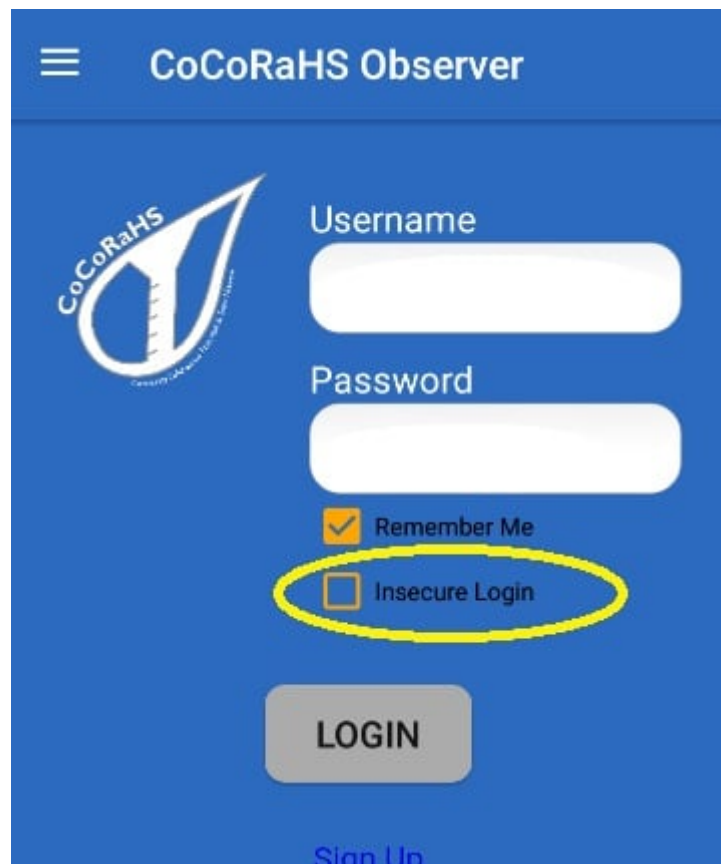 CoCoRaHS Observer
CoCoRaHS
Username
Password
Remember Me
Insecure Login
LOGIN
Sign Up